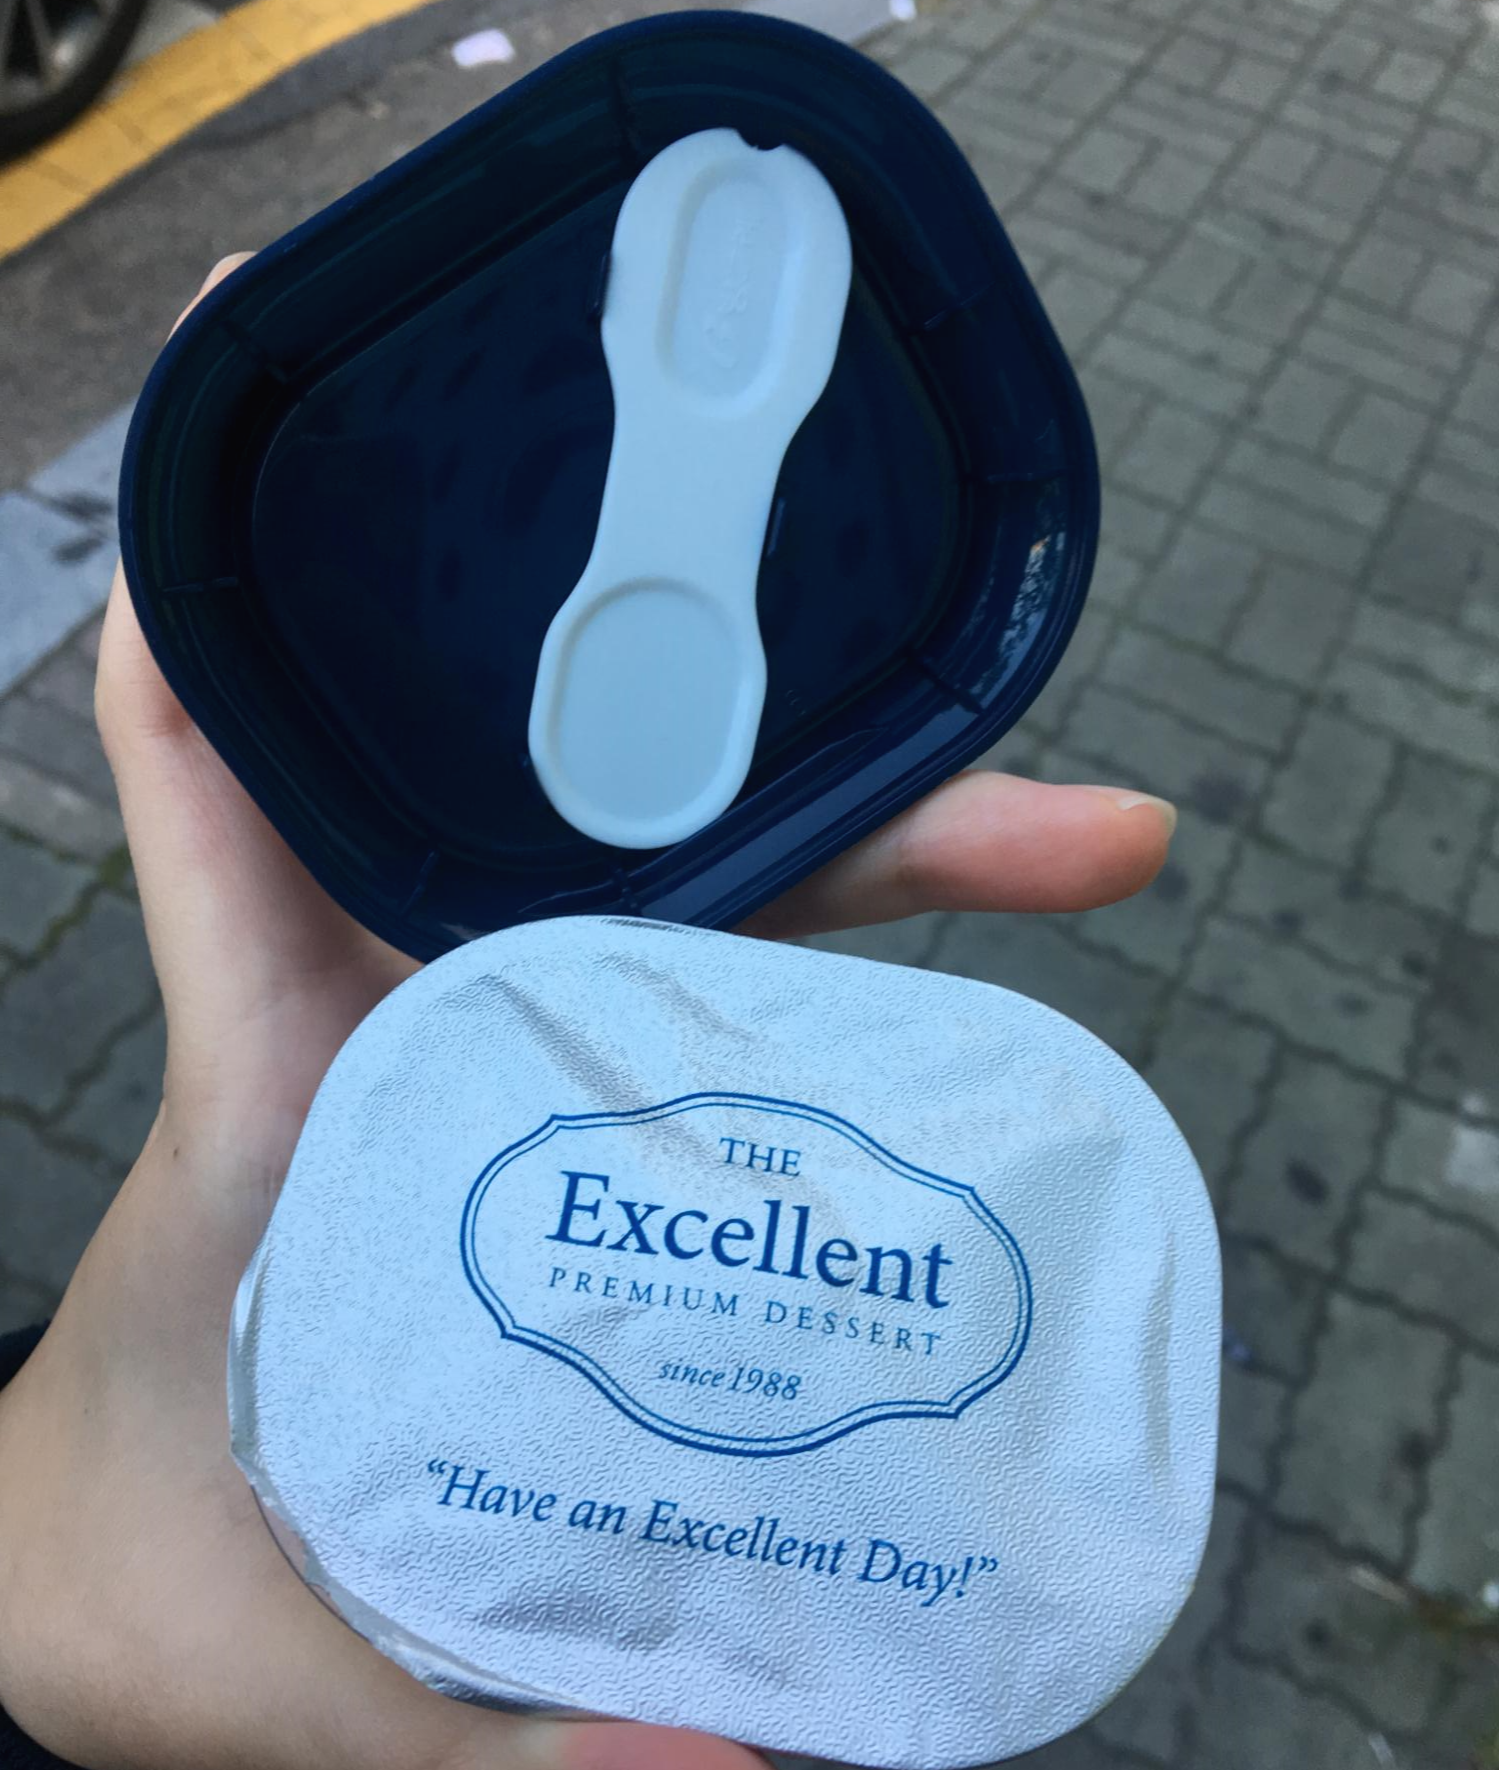 THE
Excellent
PREMIUM DESSERT
since 1988
“Have an Excellent Day!”